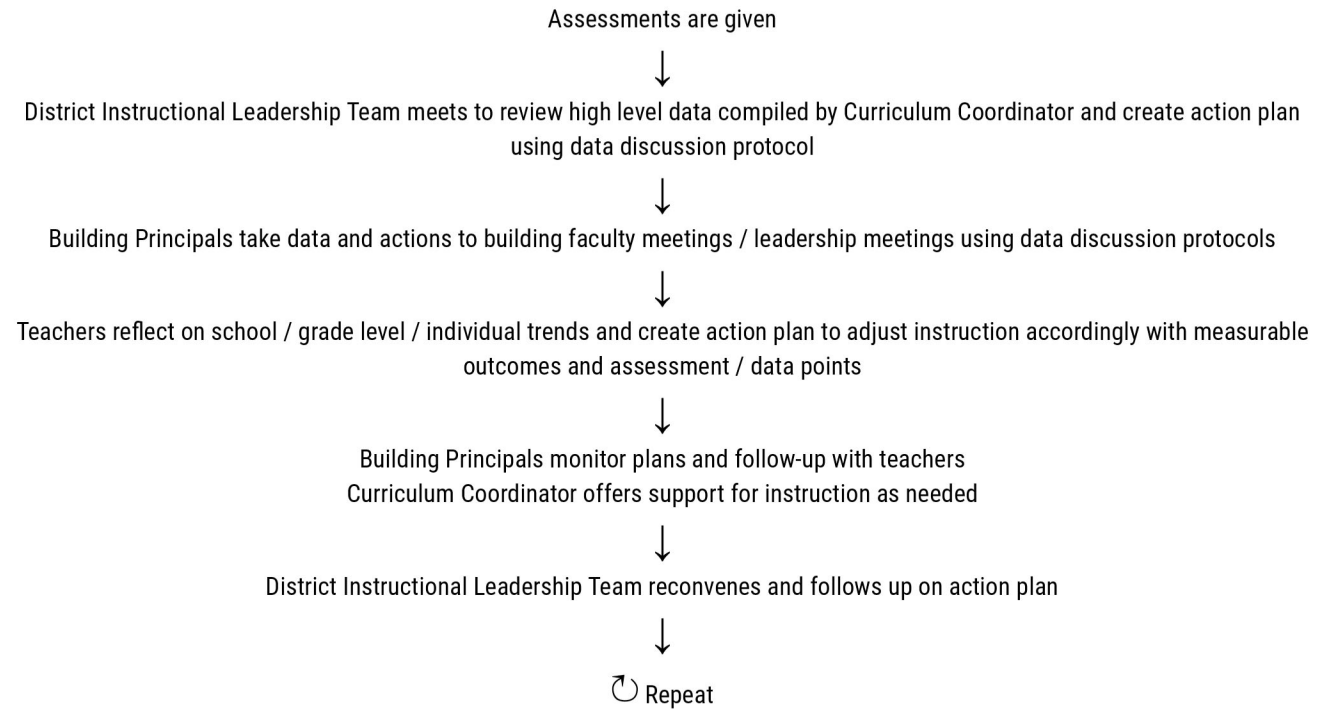 Assessments are given
↓
District Instructional Leadership Team meets to review high level data compiled by Curriculum Coordinator and create action plan
using data discussion protocol
↓
Building Principals take data and actions to building faculty meetings / leadership meetings using data discussion protocols
↓
Teachers reflect on school / grade level / individual trends and create action plan to adjust instruction accordingly with measurable
outcomes and assessment / data points
↓
Building Principals monitor plans and follow-up with teachers
Curriculum Coordinator offers support for instruction as needed
↓
District Instructional Leadership Team reconvenes and follows up on action plan
↓
↻ Repeat